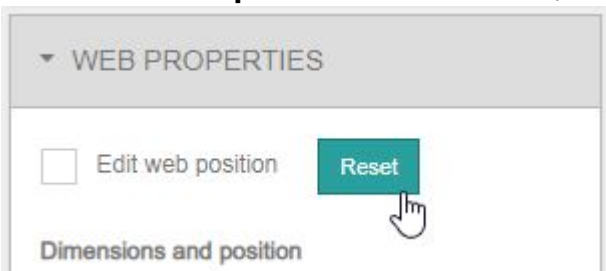 WEB PROPERTIES
Edit web position Reset
Dimensions and position